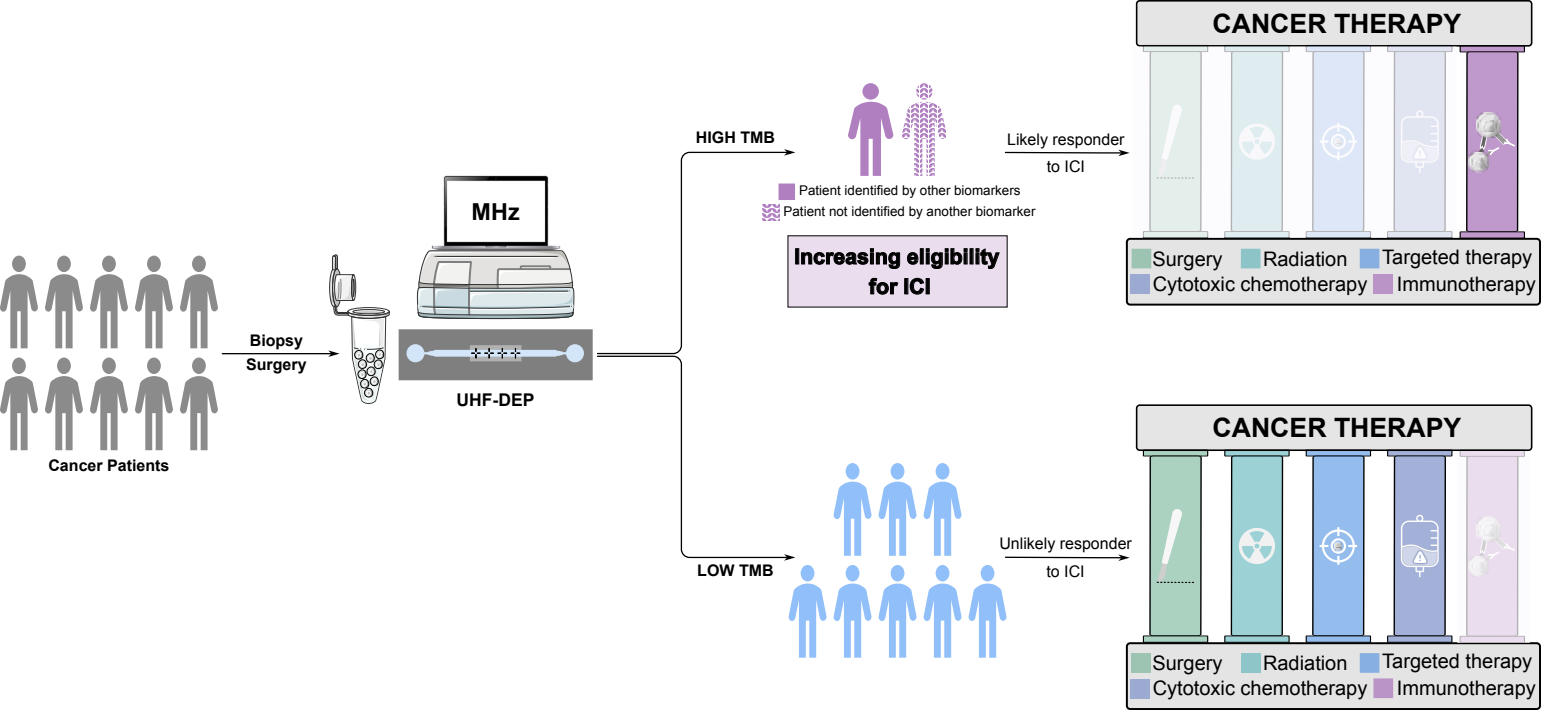 Cancer Patients
Biopsy
Surgery
MHz
UHF-DEP
HIGH TMB
Patient identified by other biomarkers
Patient not identified by another biomarker
Increasing eligibility
for ICI
Likely responder
to ICI
CANCER THERAPY
Surgery Radiation Targeted therapy
Cytotoxic chemotherapy Immunotherapy
LOW TMB
Unlikely responder
to ICI
CANCER THERAPY
Surgery Radiation Targeted therapy
Cytotoxic chemotherapy Immunotherapy